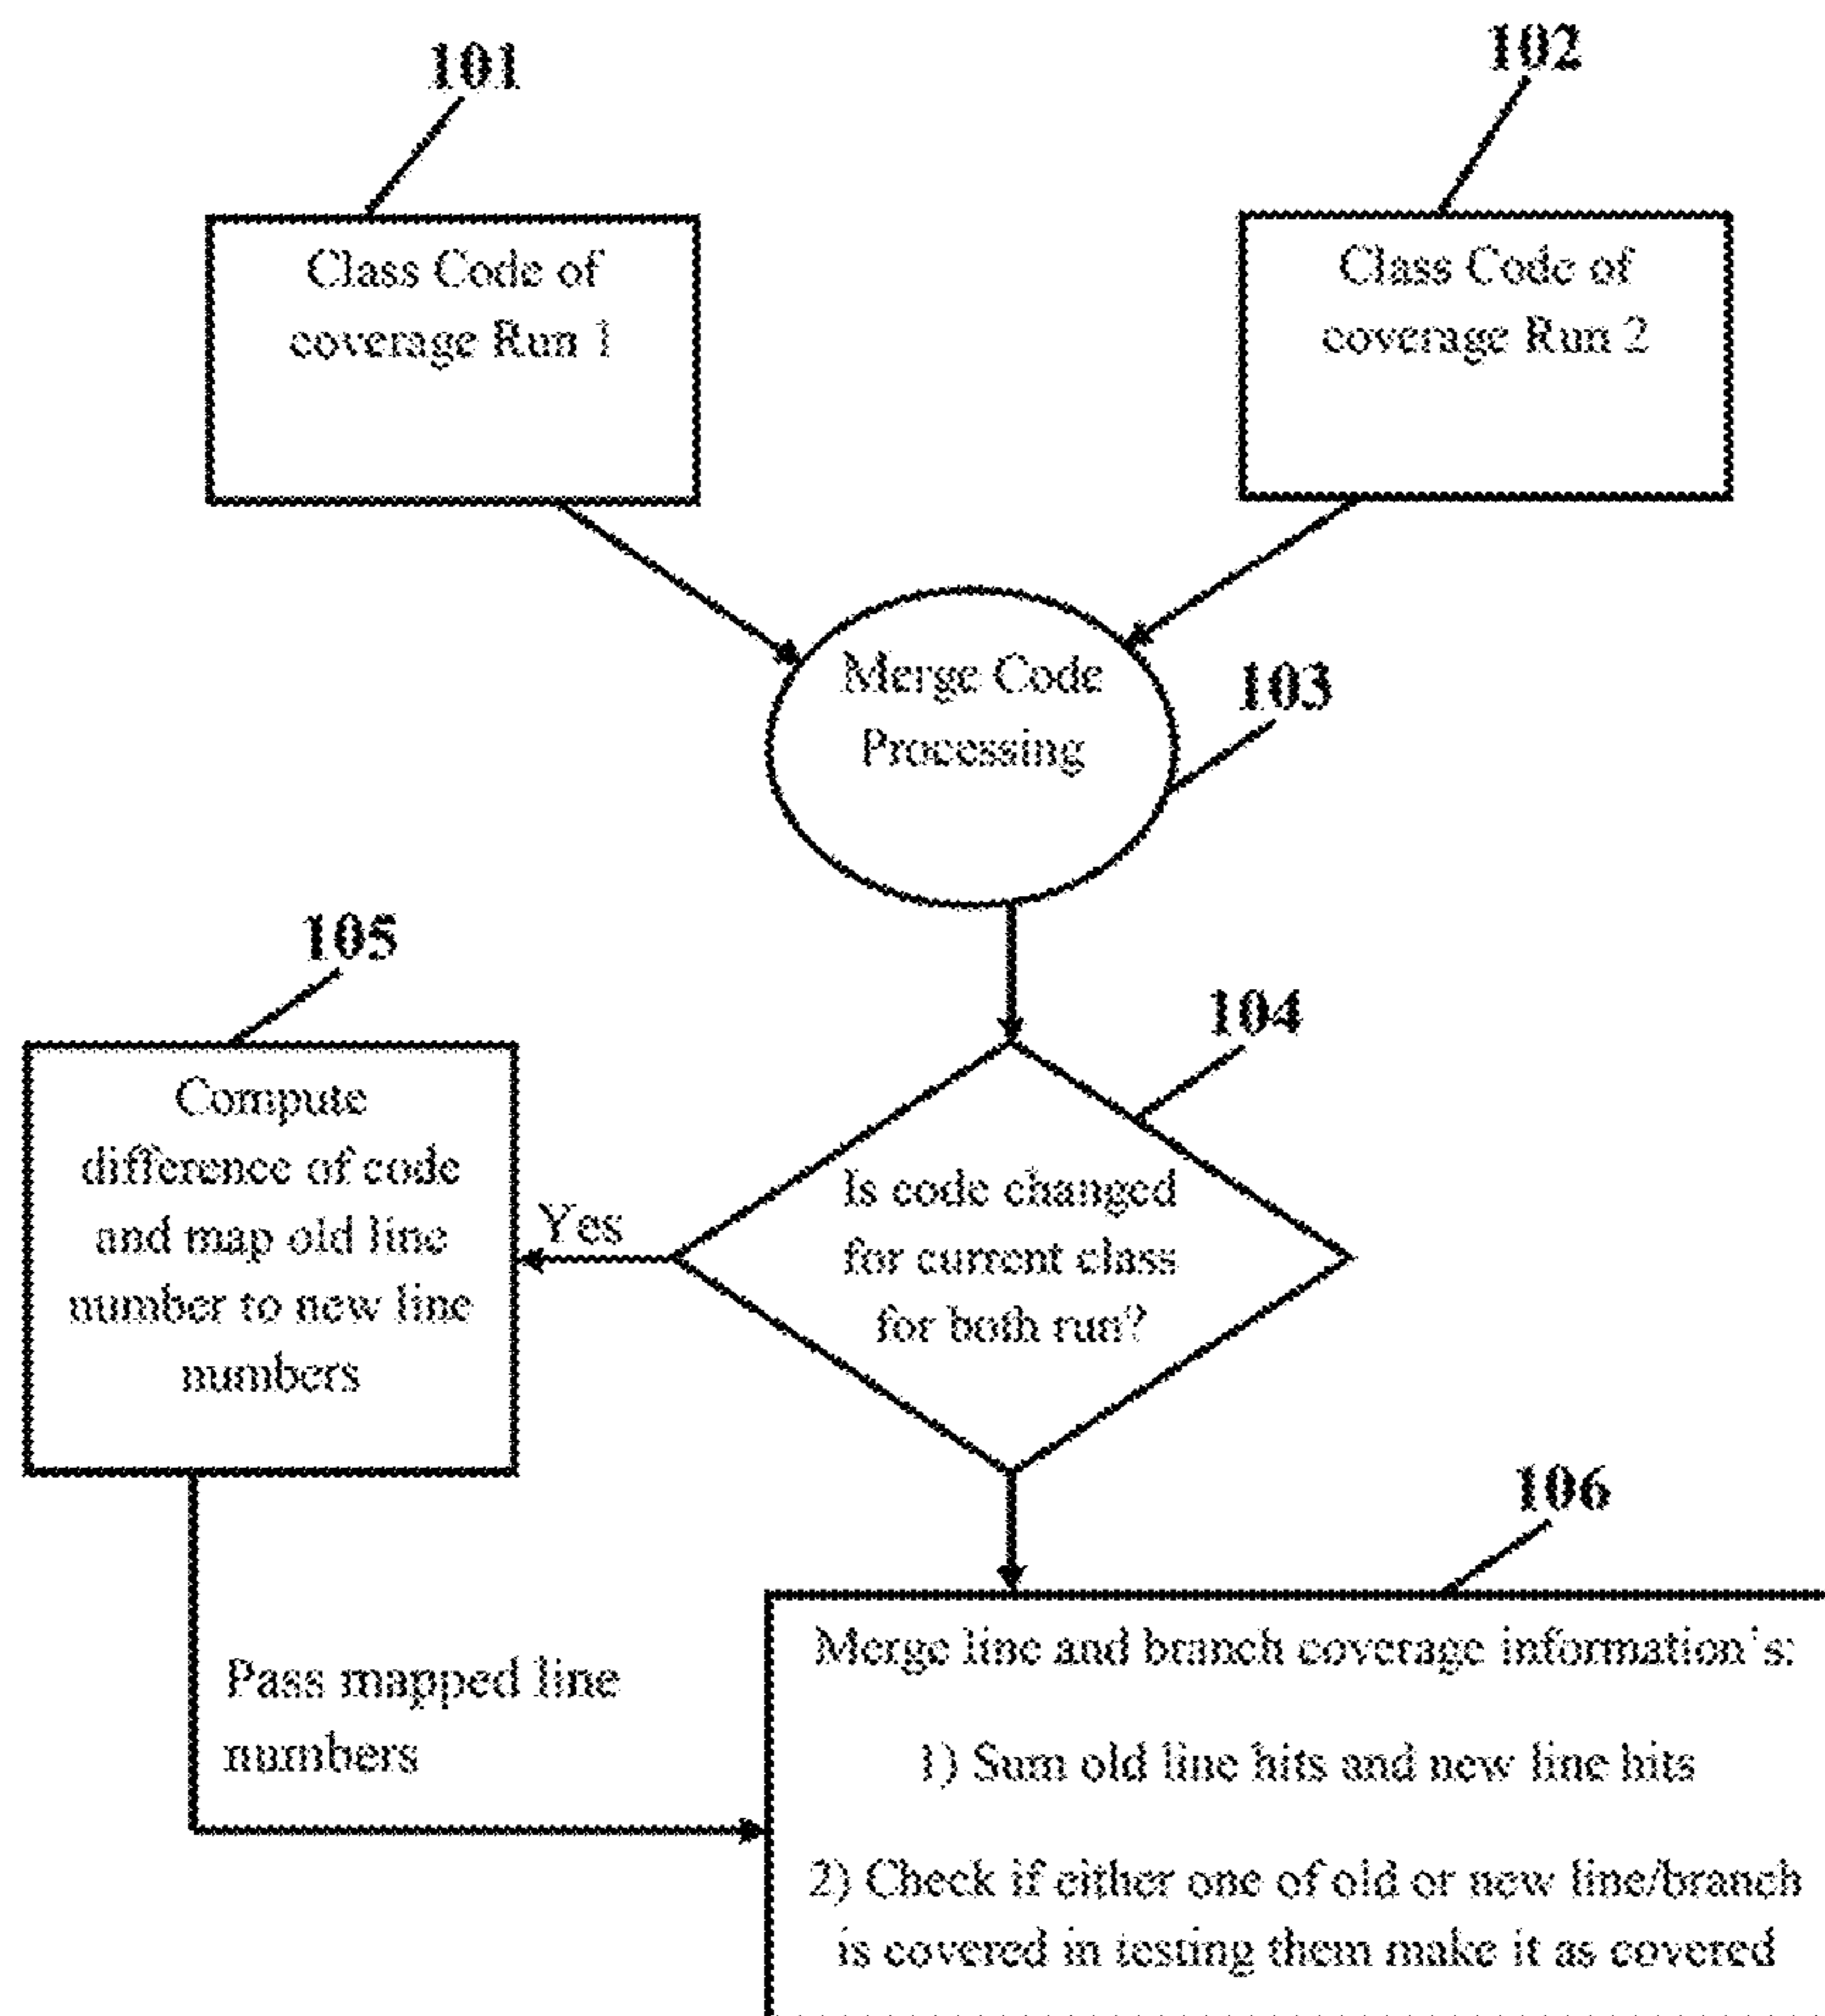 101
102
Class Code of
coverage Run 1
Class Code of
coverage Run 2
Merge Code
Processing
103
105
104
Compute
difference of code
and map old line
number to new line
numbers
Yes
Is code changed
for current class
for both run?
106
Pass mapped line
numbers
Merge line and branch coverage information's:
1) Sum old line hits and new line hits
2) Check if either one of old or new line/branch
is covered in testing them make it as covered